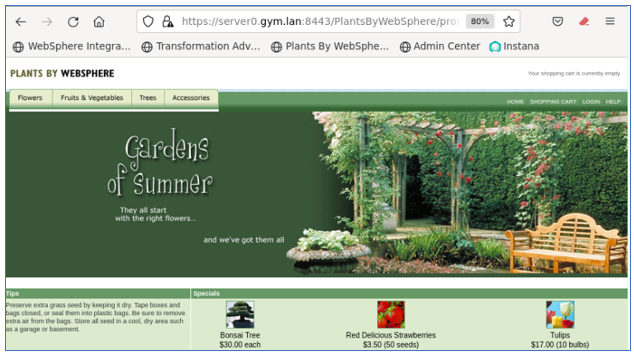 https://server0.gym.lan:8443/PlantsByWebSphere/pro
80%
WebSphere Integra... Transformation Adv... Plants By WebSphe... Admin Center Instana
PLANTS BY WEBSPHERE
Your shopping cart is currently empty
Flowers Fruits & Vegetables Trees Accessories
HOME SHOPPING CART LOGIN HELP
Gardens
of Summer
They all start
with the right flowers...
and we've got them all
Tips Specials
Preserve extra grass seed by keeping it dry. Tape boxes and
bags closed, or seal them into plastic bags. Be sure to remove
extra air from the bags. Store all seed in a cool, dry area such
as a garage or basement.
Bonsai Tree Red Delicious Strawberries Tulips
$30.00 each $3.50 (50 seeds) $17.00 (10 bulbs)